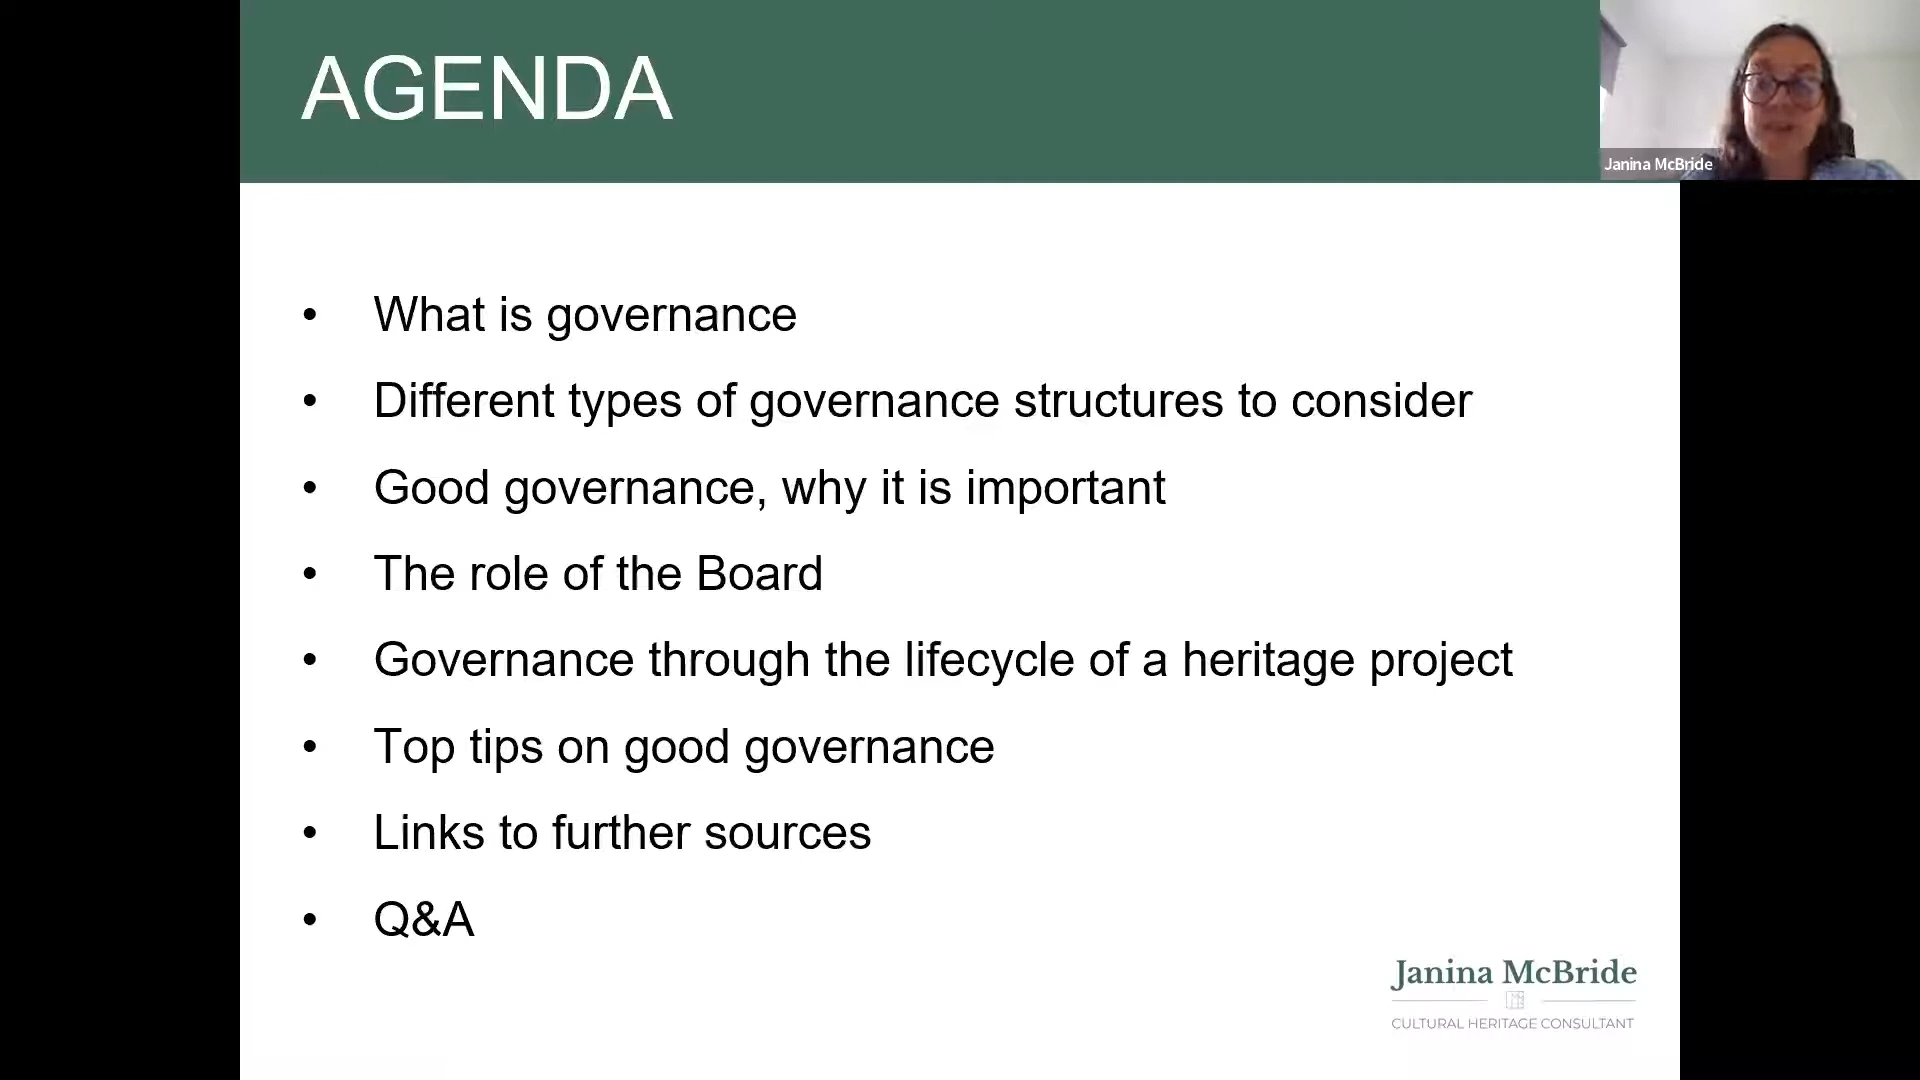 AGENDA
Janina McBride
• What is governance
• Different types of governance structures to consider
• Good governance, why it is important
• The role of the Board
• Governance through the lifecycle of a heritage project
• Top tips on good governance
• Links to further sources
• Q&A
Janina McBride
CULTURAL HERITAGE CONSULTANT